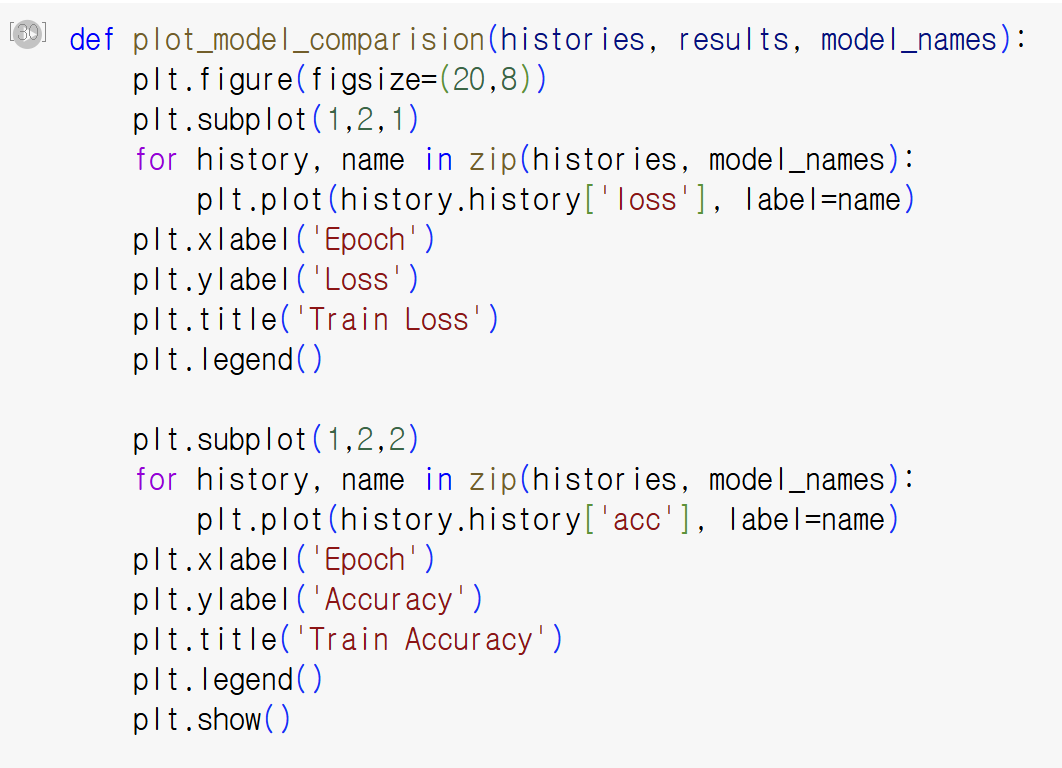 [30] def plot_model_comparision(histories, results, model_names):
plt.figure(figsize=(20,8))
plt.subplot(1,2,1)
for history, name in zip(histories, model_names):
plt.plot(history.history['loss'], label=name)
plt.xlabel('Epoch')
plt.ylabel('Loss')
plt.title('Train Loss')
plt.legend()
plt.subplot(1,2,2)
for history, name in zip(histories, model_names):
plt.plot(history.history['acc'], label=name)
plt.xlabel('Epoch')
plt.ylabel('Accuracy')
plt.title('Train Accuracy')
plt.legend()
plt.show()